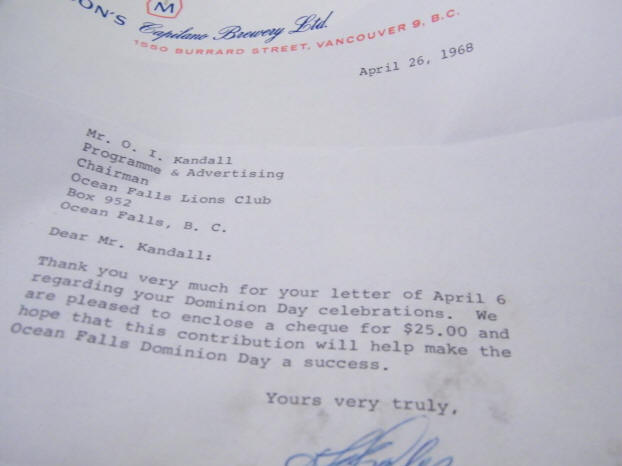 ON'S
M
Capilano Brewery Ltd.
1550 BURRARD STREET, VANCOUVER 9, B.C.
April 26, 1968
Mr. O. I. Kandall
Programme & Advertising
Chairman
Ocean Falls Lions Club
Box 952
Ocean Falls, B. C.
Dear Mr. Kandall:
Thank you very much for your letter of April 6
regarding your Dominion Day celebrations. We
are pleased to enclose a cheque for $25.00 and
hope that this contribution will help make the
Ocean Falls Dominion Day a success.
Yours very truly,